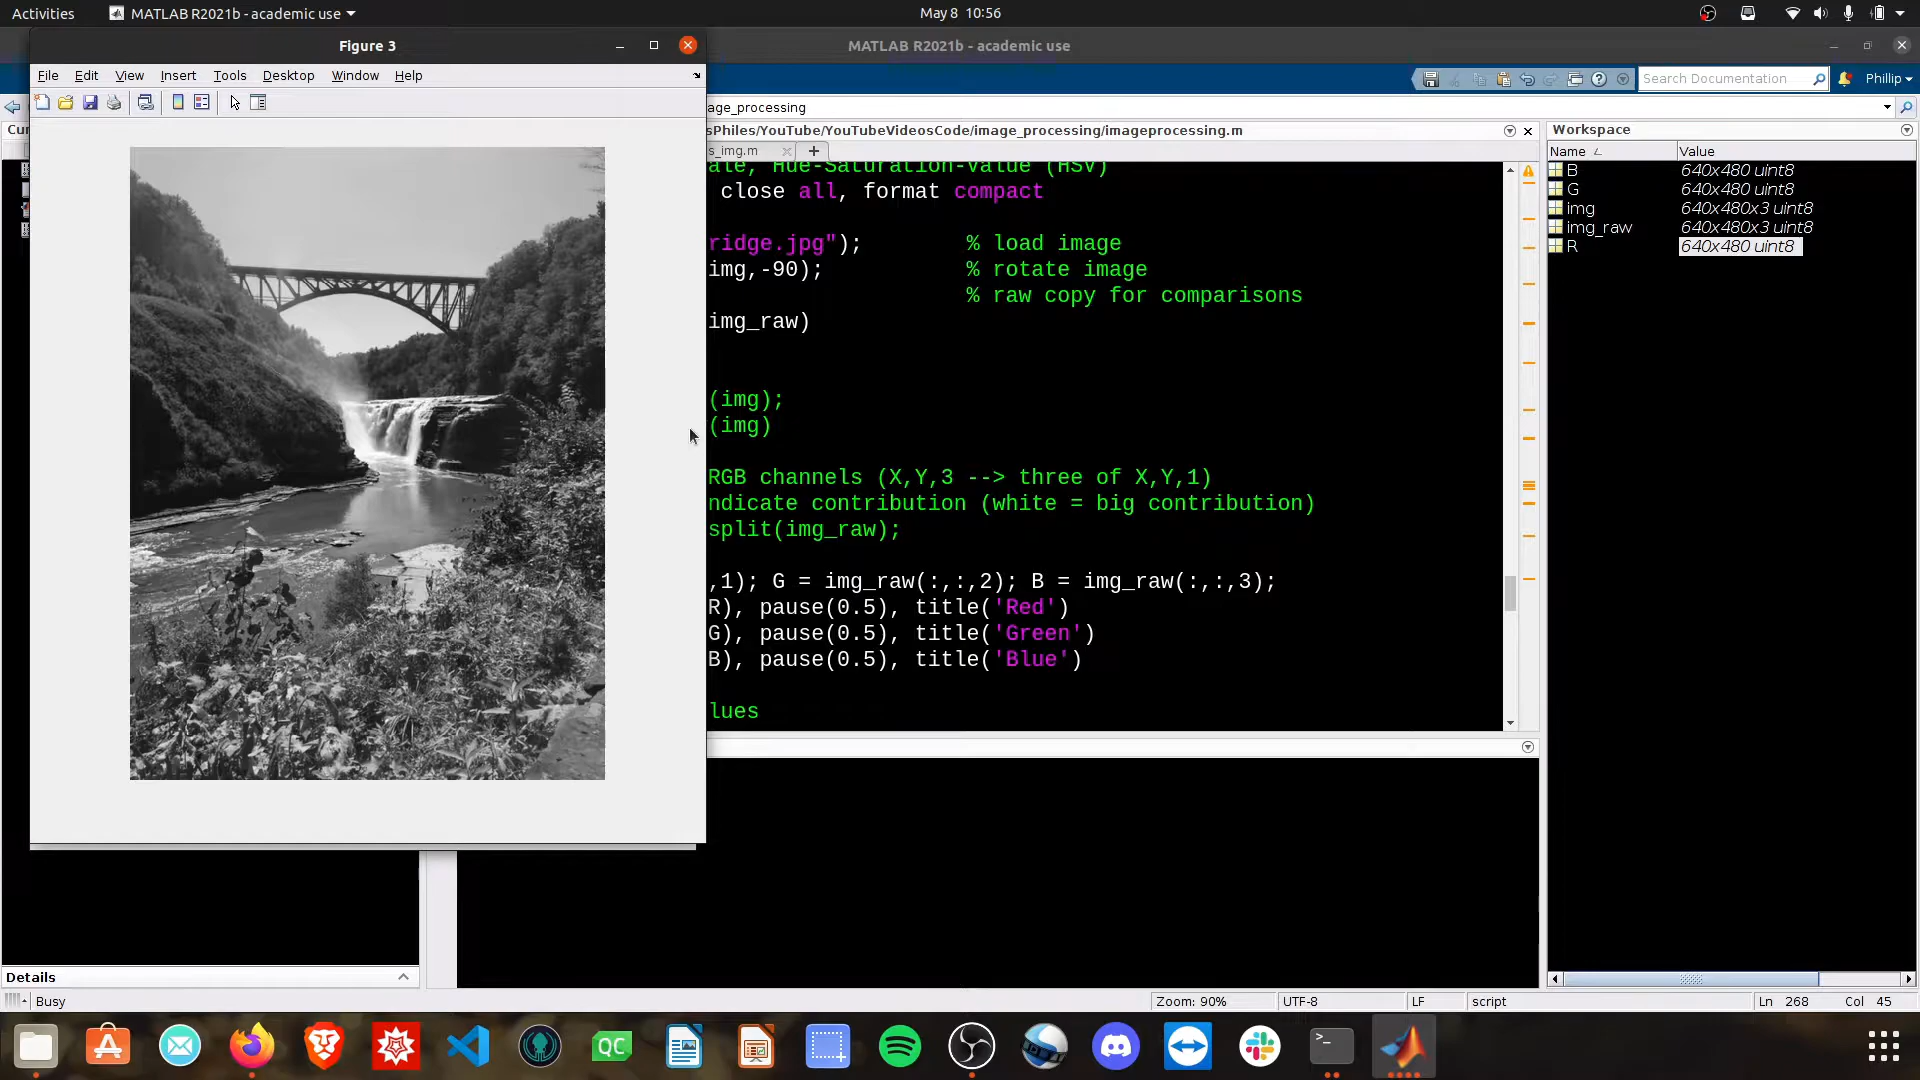 Activities
MATLAB R2021b - academic use
May 8 10:56
Figure 3
MATLAB R2021b - academic use
File Edit View Insert Tools Desktop Window Help
Search Documentation
Phillip
age_processing
Cur
sPhiles/YouTube/YouTubeVideosCode/image_processing/imageprocessing.m
s_img.m
ale, Hue-Saturation-Value (HSV)
close all, format compact
ridge.jpg"); % load image
img,-90); % rotate image
% raw copy for comparisons
img_raw)
(img);
(img)
RGB channels (X,Y,3 --> three of X,Y,1)
ndicate contribution (white = big contribution)
split(img_raw);
,1); G = img_raw(:,:,2); B = img_raw(:,:,3);
R), pause(0.5), title('Red')
G), pause(0.5), title('Green')
B), pause(0.5), title('Blue')
lues
Workspace
Name Value
B 640x480 uint8
G 640x480 uint8
img 640x480x3 uint8
img_raw 640x480x3 uint8
R 640x480 uint8
Details
Busy
Zoom: 90% UTF-8 LF script Ln 268 Col 45
QC